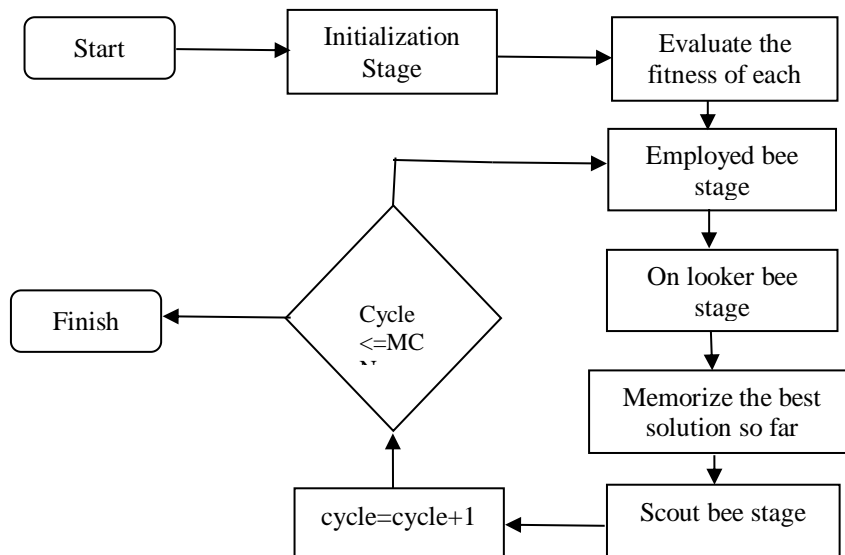 Start
Initialization
Stage
Evaluate the
fitness of each
Employed bee
stage
On looker bee
stage
Memorize the best
solution so far
Scout bee stage
cycle=cycle+1
Cycle
<=MC
Finish